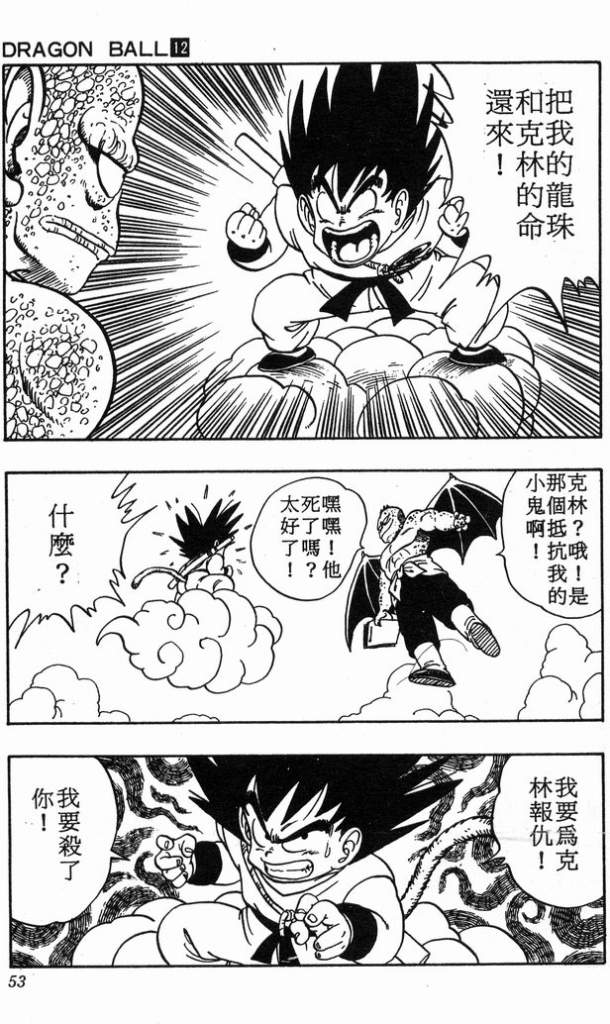 DRAGON BALL 12
把我的龍珠
和克林的命
還來！
克林？哦！是
那個抵抗我的
小鬼啊！
嘿嘿！他
死了嗎？
太好了！
什麼？
我要爲克
林報仇！
我要殺了
你！
53